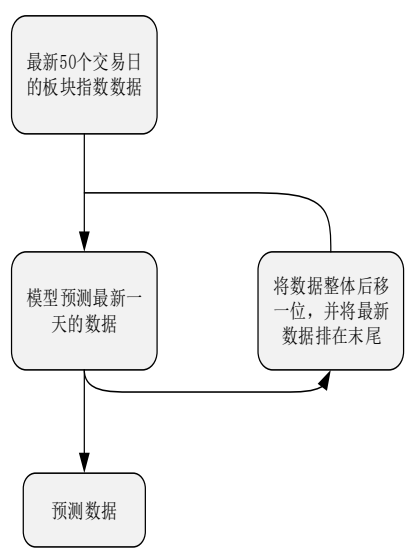 最新50个交易日
的板块指数数据
模型预测最新一
天的数据
将数据整体后移
一位，并将最新
数据排在末尾
预测数据